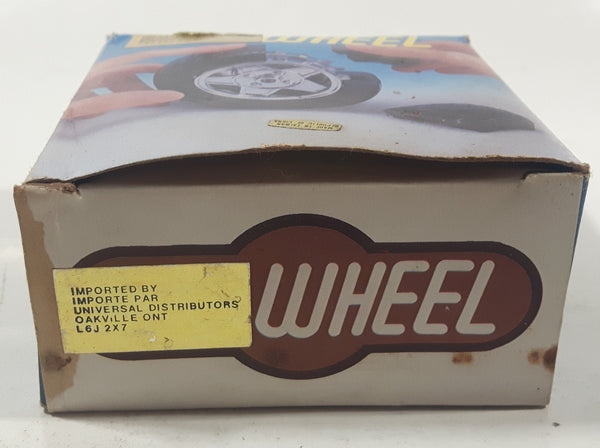 WHEEL
IMPORTED BY
IMPORTE PAR
UNIVERSAL DISTRIBUTORS
OAKVILLE ONT
L6J 2X7
WHEEL